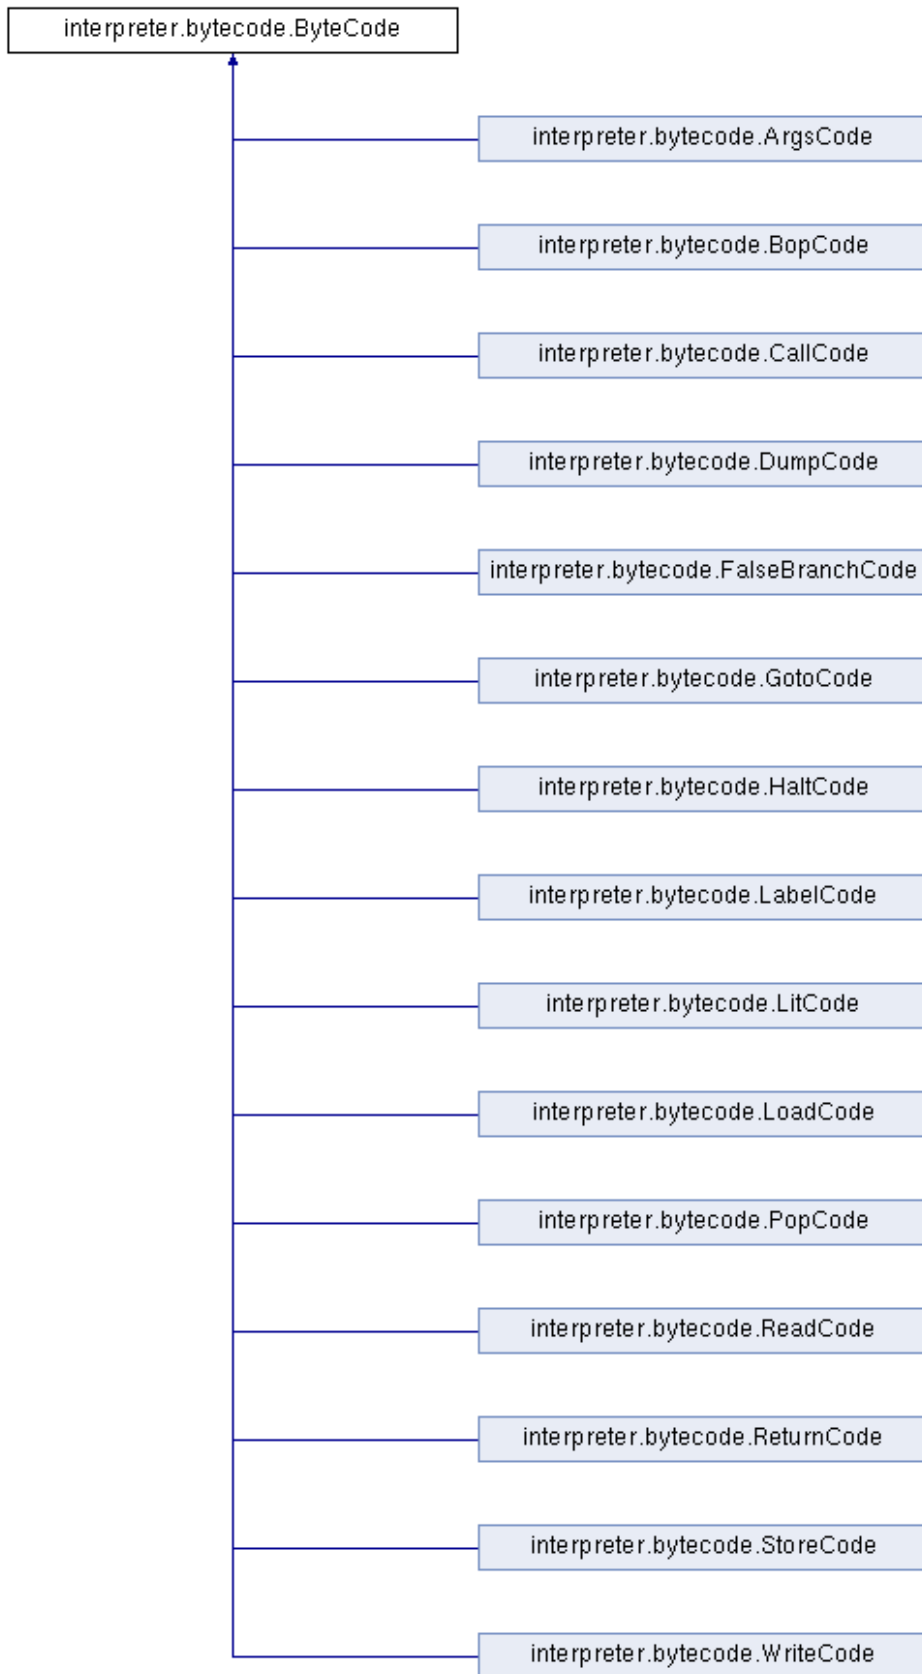 interpreter.bytecode.ByteCode
interpreter.bytecode.ArgsCode
interpreter.bytecode.BopCode
interpreter.bytecode.CallCode
interpreter.bytecode.DumpCode
interpreter.bytecode.FalseBranchCode
interpreter.bytecode.GotoCode
interpreter.bytecode.HaltCode
interpreter.bytecode.LabelCode
interpreter.bytecode.LitCode
interpreter.bytecode.LoadCode
interpreter.bytecode.PopCode
interpreter.bytecode.ReadCode
interpreter.bytecode.ReturnCode
interpreter.bytecode.StoreCode
interpreter.bytecode.WriteCode